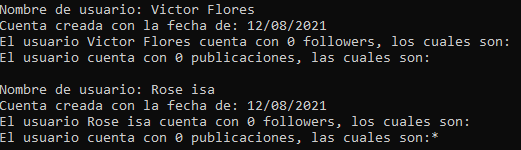 Nombre de usuario: Victor Flores
Cuenta creada con la fecha de: 12/08/2021
El usuario Victor Flores cuenta con 0 followers, los cuales son:
El usuario cuenta con 0 publicaciones, las cuales son:
Nombre de usuario: Rose isa
Cuenta creada con la fecha de: 12/08/2021
El usuario Rose isa cuenta con 0 followers, los cuales son:
El usuario cuenta con 0 publicaciones, las cuales son:*